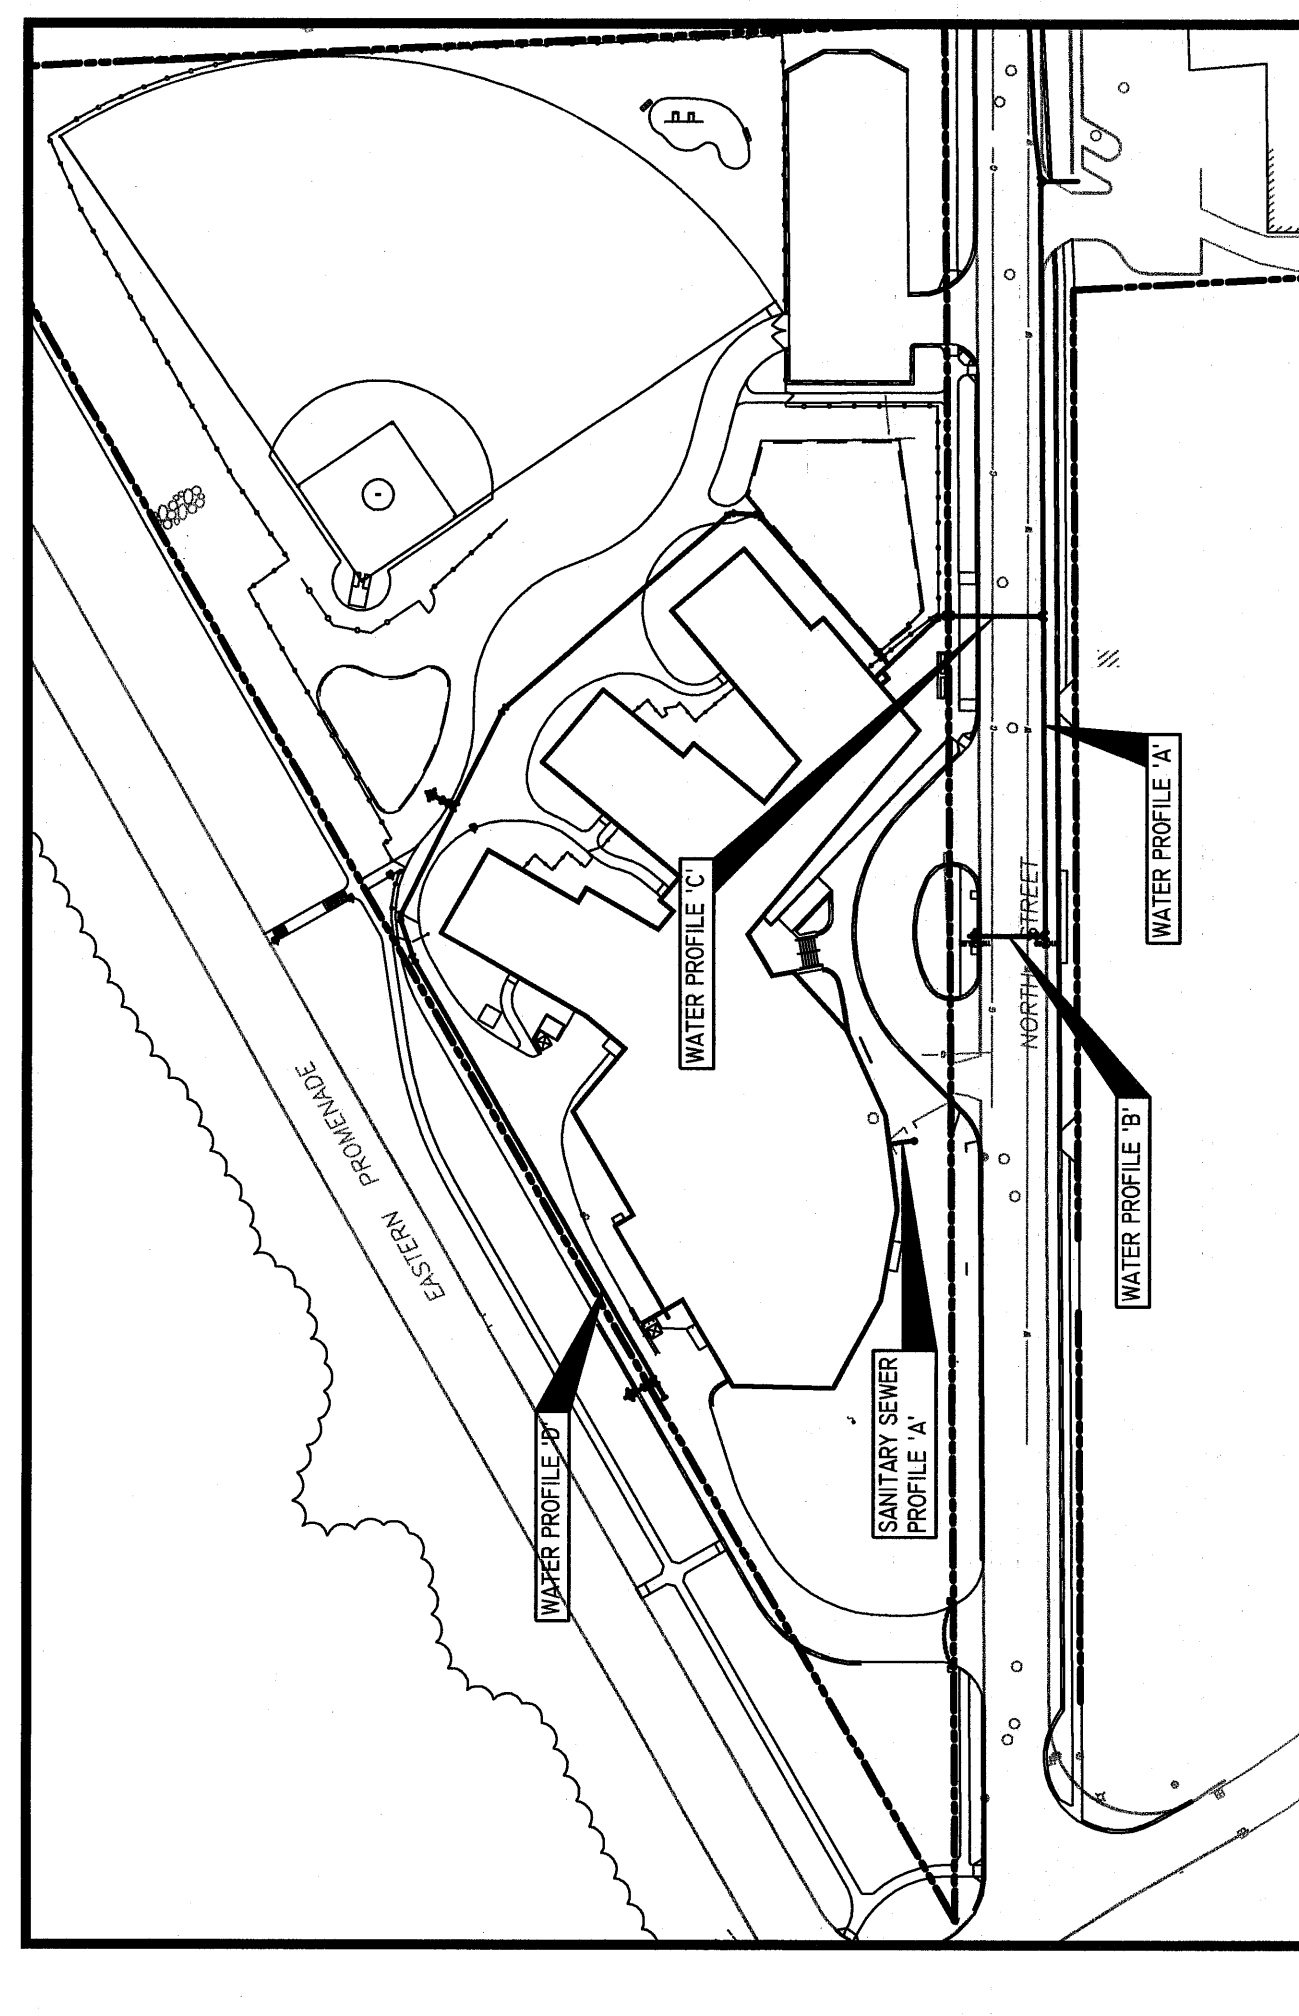 WATER PROFILE 'C'
WATER PROFILE 'A'
NORTH STREET
WATER PROFILE 'B'
EASTERN PROMENADE
WATER PROFILE 'D'
SANITARY SEWER
PROFILE 'A'